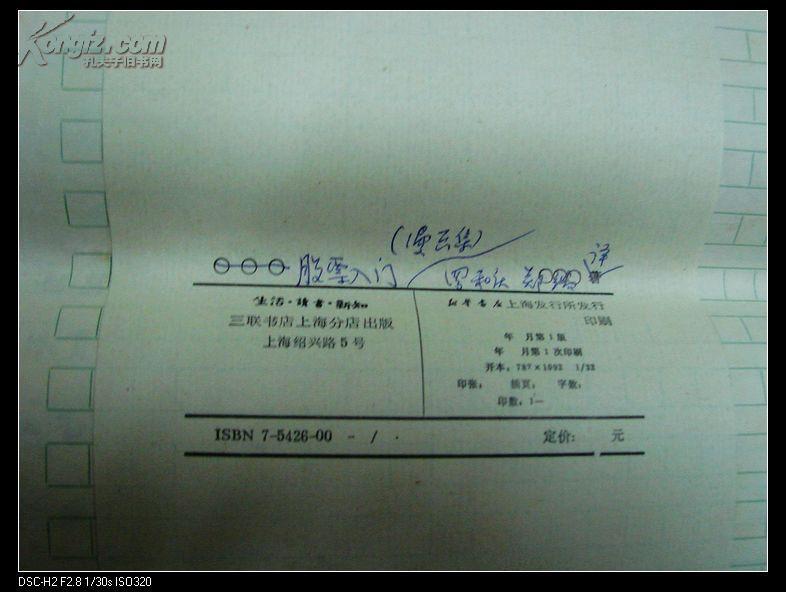 Kongfz.com
孔夫子旧书网
(漫画集)
○○○股票入门
○○○著
译
生活·读书·新知
三联书店上海分店出版
上海绍兴路5号
新华书店上海发行所发行
印刷
年 月第1版
年 月第1次印刷
开本:787×1092 1/32
印张: 插页: 字数:
印数:1—
ISBN 7-5426-00 - / ·
定价: 元
DSC-H2 F2.8 1/30s ISO320